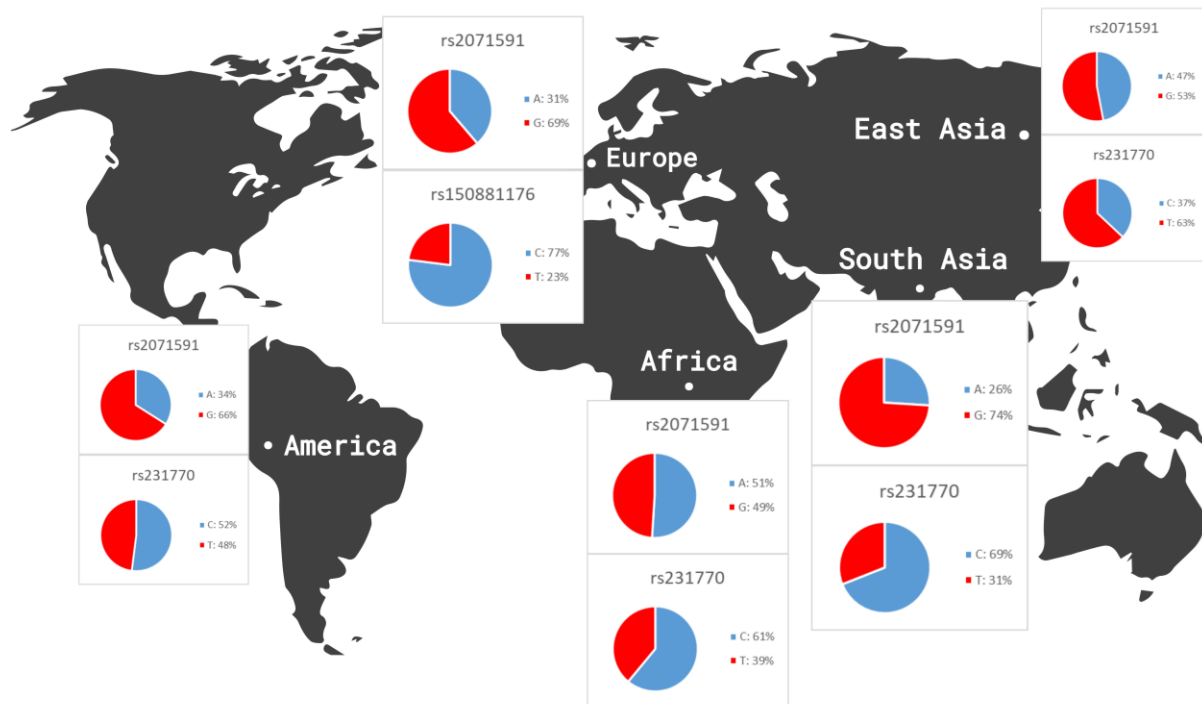 rs2071591
A: 31%
G: 69%
rs150881176
C: 77%
T: 23%
Europe
rs2071591
A: 47%
G: 53%
East Asia
rs231770
C: 37%
T: 63%
South Asia
rs2071591
A: 26%
G: 74%
rs231770
C: 69%
T: 31%
Africa
rs2071591
A: 51%
G: 49%
rs231770
C: 61%
T: 39%
rs2071591
A: 34%
G: 66%
America
rs231770
C: 52%
T: 48%